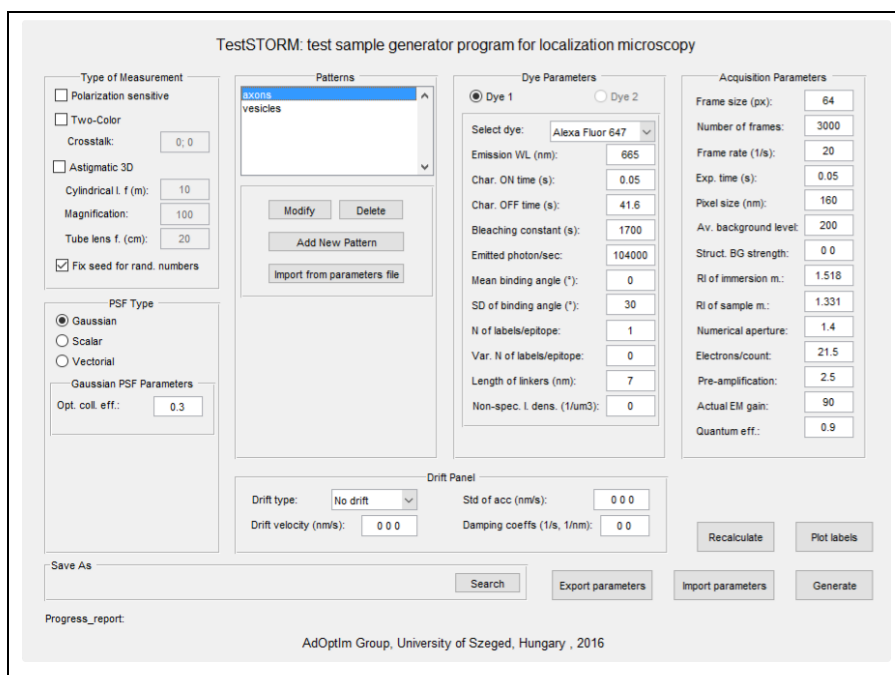 TestSTORM: test sample generator program for localization microscopy
Type of Measurement
Polarization sensitive
Two-Color
Crosstalk: 0; 0
Astigmatic 3D
Cylindrical l. f (m): 10
Magnification: 100
Tube lens f. (cm): 20
Fix seed for rand. numbers
PSF Type
Gaussian
Scalar
Vectorial
Gaussian PSF Parameters
Opt. coll. eff.: 0.3
Patterns
axons
vesicles
Modify Delete
Add New Pattern
Import from parameters file
Dye Parameters
Dye 1 Dye 2
Select dye: Alexa Fluor 647
Emission WL (nm): 665
Char. ON time (s): 0.05
Char. OFF time (s): 41.6
Bleaching constant (s): 1700
Emitted photon/sec: 104000
Mean binding angle (°): 0
SD of binding angle (°): 30
N of labels/epitope: 1
Var. N of labels/epitope: 0
Length of linkers (nm): 7
Non-spec. l. dens. (1/um3): 0
Acquisition Parameters
Frame size (px): 64
Number of frames: 3000
Frame rate (1/s): 20
Exp. time (s): 0.05
Pixel size (nm): 160
Av. background level: 200
Struct. BG strength: 0 0
RI of immersion m.: 1.518
RI of sample m.: 1.331
Numerical aperture: 1.4
Electrons/count: 21.5
Pre-amplification: 2.5
Actual EM gain: 90
Quantum eff.: 0.9
Drift Panel
Drift type: No drift Std of acc (nm/s): 0 0 0
Drift velocity (nm/s): 0 0 0 Damping coeffs (1/s, 1/nm): 0 0
Recalculate Plot labels
Save As
Search Export parameters Import parameters Generate
Progress_report:
AdOptIm Group, University of Szeged, Hungary , 2016